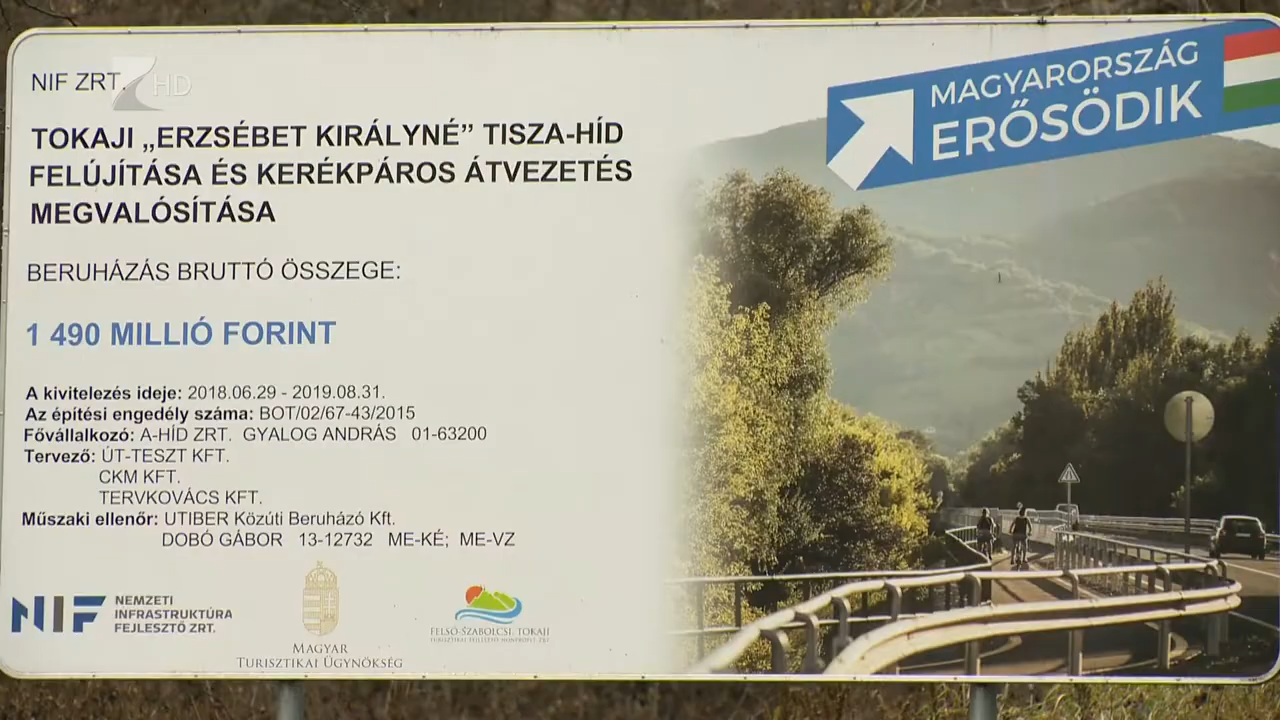 NIF ZRT.
7 HD
TOKAJI „ERZSÉBET KIRÁLYNÉ” TISZA-HÍD
FELÚJÍTÁSA ÉS KERÉKPÁROS ÁTVEZETÉS
MEGVALÓSÍTÁSA
BERUHÁZÁS BRUTTÓ ÖSSZEGE:
1 490 MILLIÓ FORINT
A kivitelezés ideje: 2018.06.29 - 2019.08.31.
Az építési engedély száma: BOT/02/67-43/2015
Fővállalkozó: A-HÍD ZRT. GYALOG ANDRÁS 01-63200
Tervező: ÚT-TESZT KFT.
CKM KFT.
TERVKOVÁCS KFT.
Műszaki ellenőr: UTIBER Közúti Beruházó Kft.
DOBÓ GÁBOR 13-12732 ME-KÉ; ME-VZ
NIF
NEMZETI
INFRASTRUKTÚRA
FEJLESZTŐ ZRT.
MAGYAR
TURISZTIKAI ÜGYNÖKSÉG
FELSŐ-SZABOLCSI, TOKAJI
MAGYARORSZÁG
ERŐSÖDIK